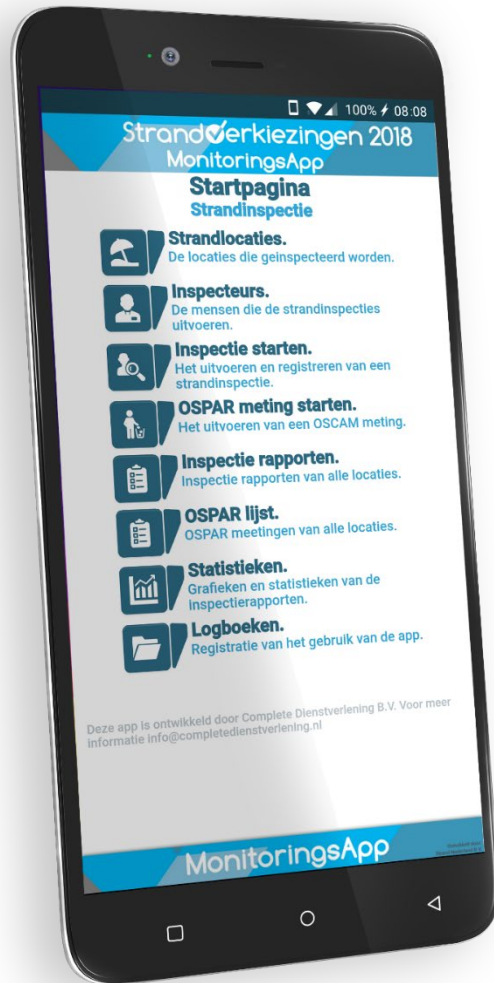 100% 08:08
StrandVerkiezingen 2018
MonitoringsApp
Startpagina
Strandinspectie
Strandlocaties.
De locaties die geinspecteerd worden.
Inspecteurs.
De mensen die de strandinspecties
uitvoeren.
Inspectie starten.
Het uitvoeren en registreren van een
strandinspectie.
OSPAR meting starten.
Het uitvoeren van een OSCAM meting.
Inspectie rapporten.
Inspectie rapporten van alle locaties.
OSPAR lijst.
OSPAR meetingen van alle locaties.
Statistieken.
Grafieken en statistieken van de
inspectierapporten.
Logboeken.
Registratie van het gebruik van de app.
Deze app is ontwikkeld door Complete Dienstverlening B.V. Voor meer
informatie info@completedienstverlening.nl
MonitoringsApp